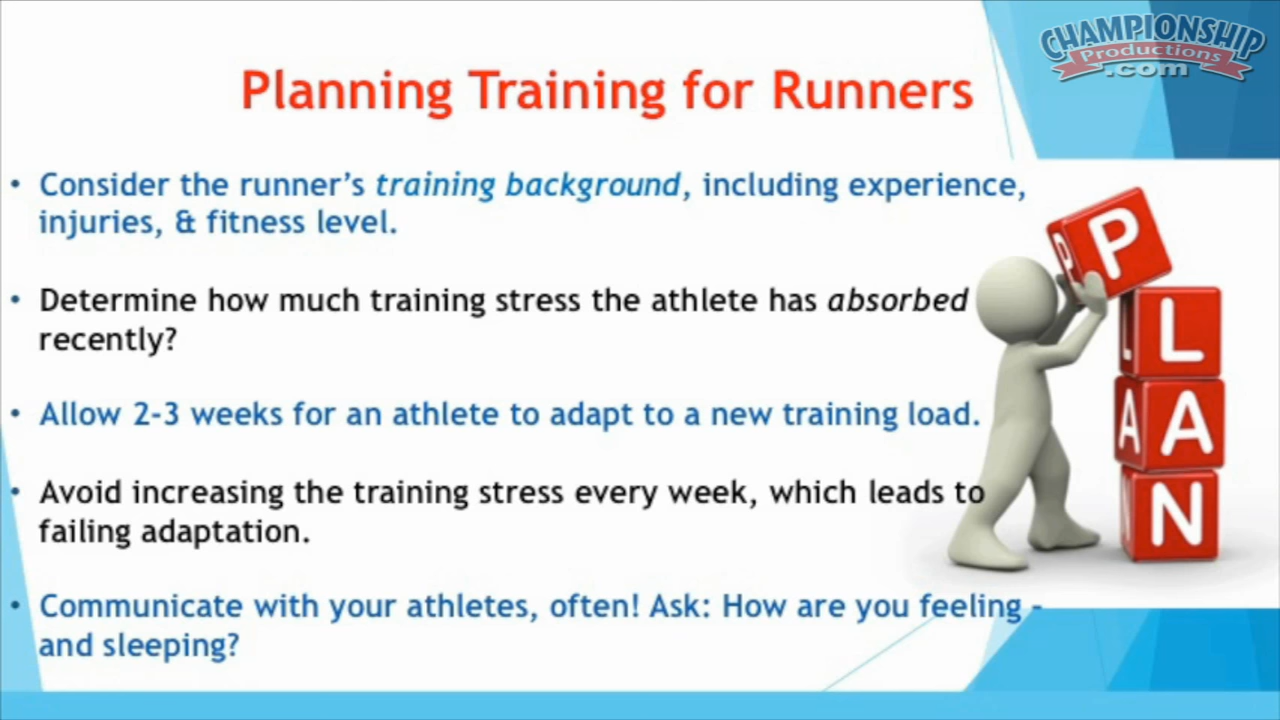 CHAMPIONSHIP
Productions
.com
Planning Training for Runners
• Consider the runner's training background, including experience,
injuries, & fitness level.
• Determine how much training stress the athlete has absorbed
recently?
• Allow 2-3 weeks for an athlete to adapt to a new training load.
• Avoid increasing the training stress every week, which leads to
failing adaptation.
• Communicate with your athletes, often! Ask: How are you feeling –
and sleeping?
P
L
A
N